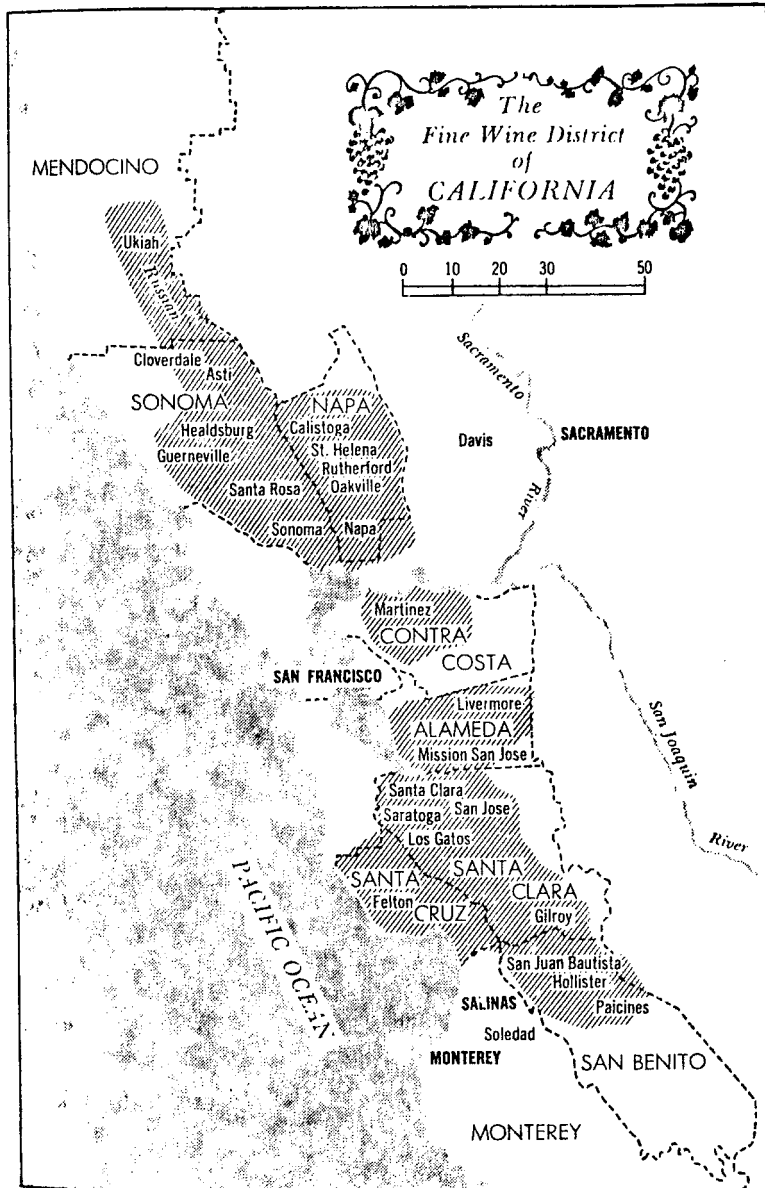 The
Fine Wine District
of
CALIFORNIA
0 10 20 30 50
MENDOCINO
Ukiah
Russian
Cloverdale
Asti
SONOMA
Healdsburg
Guerneville
Santa Rosa
Sonoma
NAPA
Calistoga
St. Helena
Rutherford
Oakville
Napa
Sacramento
River
Davis
SACRAMENTO
Martinez
CONTRA
COSTA
SAN FRANCISCO
Livermore
ALAMEDA
Mission San Jose
San Joaquin
River
Santa Clara
San Jose
Saratoga
Los Gatos
SANTA
CLARA
Gilroy
SANTA
CRUZ
Felton
PACIFIC OCEAN
San Juan Bautista
Hollister
Paicines
SALINAS
Soledad
MONTEREY
SAN BENITO
MONTEREY